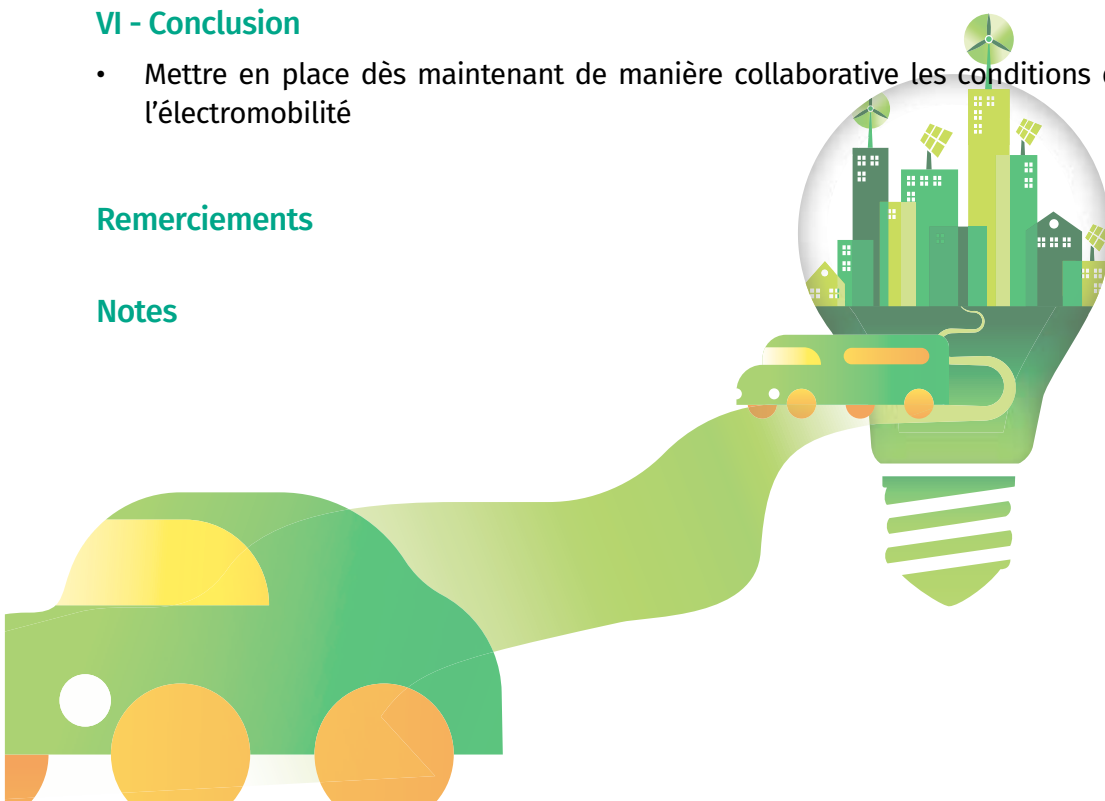 VI - Conclusion
• Mettre en place dès maintenant de manière collaborative les conditions
l’électromobilité
Remerciements
Notes